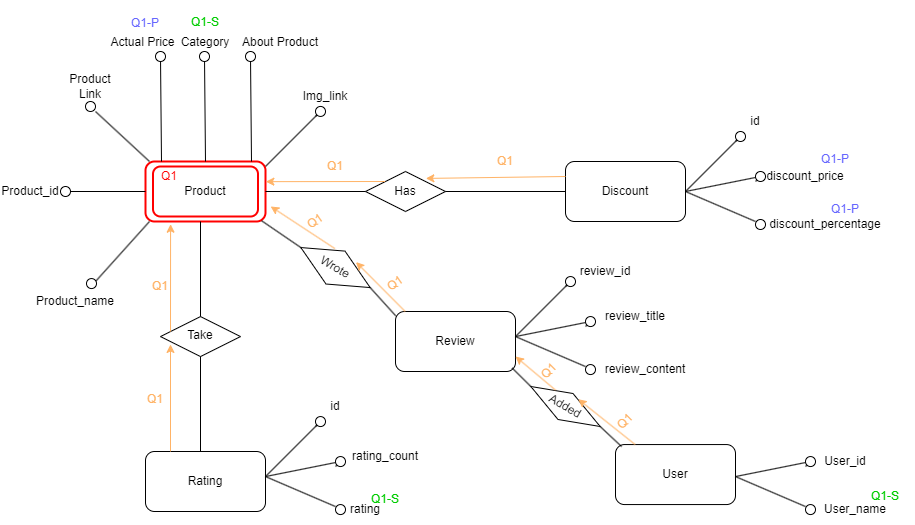 Q1-P
Q1-S
Actual Price
Category
About Product
Product
Link
Img_link
id
Q1
Q1
Q1-P
Q1
Product
Has
Discount
discount_price
Product_id
Q1-P
discount_percentage
Q1
Wrote
Q1
Q1
Product_name
review_id
review_title
Take
Review
review_content
Q1
Q1
Added
Q1
id
rating_count
Rating
Q1-S
rating
User
User_id
Q1-S
User_name